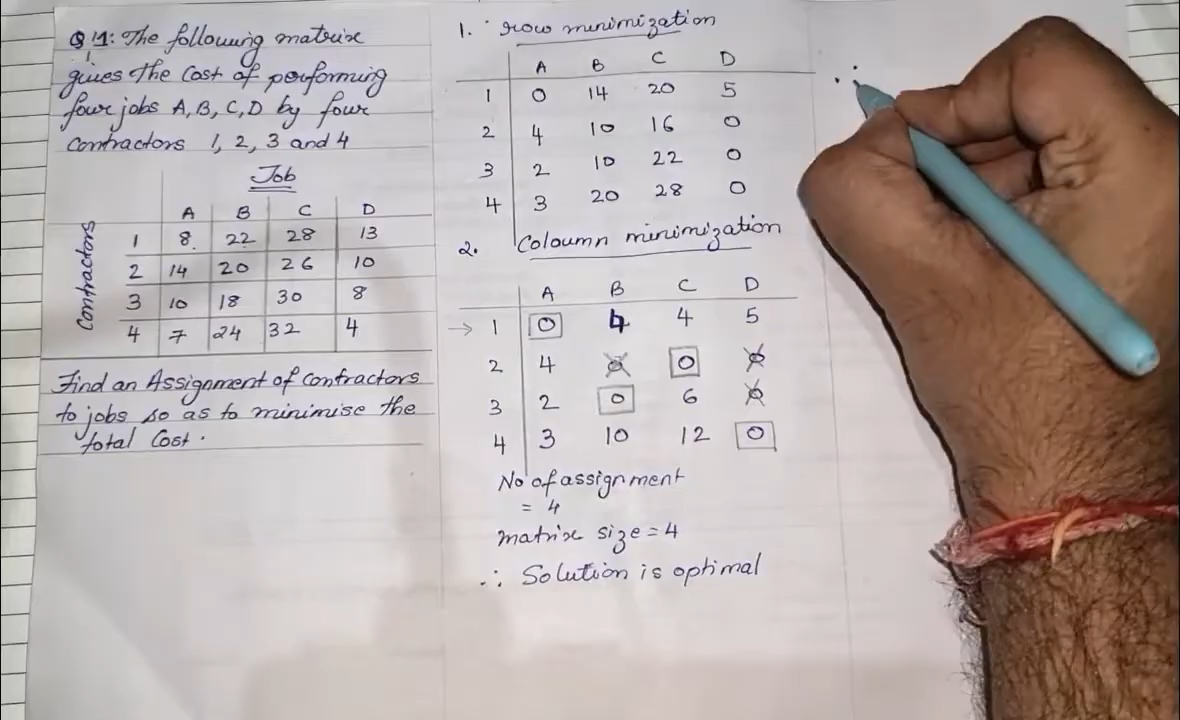 Q 1: The following matrix
gives the cost of performing
four jobs A, B, C, D by four
contractors 1, 2, 3 and 4
Job
Contractors
A B C D
1 8 22 28 13
2 14 20 26 10
3 10 18 30 8
4 7 24 32 4
Find an Assignment of contractors
to jobs so as to minimise the
total cost.
1. row minimization
A B C D
1 0 14 20 5
2 4 10 16 0
3 2 10 22 0
4 3 20 28 0
2. Coloumn minimization
A B C D
→ 1 0 4 4 5
2 4 0 0 0
3 2 0 6 0
4 3 10 12 0
No of assignment
= 4
matrix size = 4
∴ Solution is optimal